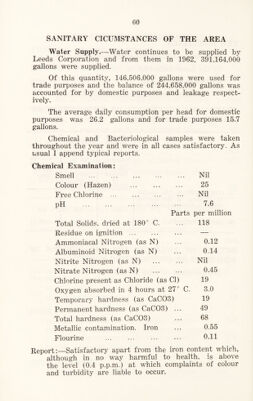 60
SANITARY CICUMSTANCES OF THE AREA
Water Supply.—Water continues to be supplied by
Leeds Corporation and from them in 1962, 391,164,000
gallons were supplied.
Of this quantity, 146,506,000 gallons were used for
trade purposes and the balance of 244,658,000 gallons was
accounted for by domestic purposes and leakage respect-
ively.
The average daily consumption per head for domestic
purposes was 26.2 gallons and for trade purposes 15.7
gallons.
Chemical and Bacteriological samples were taken
throughout the year and were in all cases satisfactory. As
usual I append typical reports.
Chemical Examination:
Smell ... ... ... ... ... Nil
Colour (Hazen) ... ... ... 25
Free Chlorine ... ... ... ... Nil
pH ... ... ... ... ... 7.6
Parts per million
Total Solids, dried at 180° C. ... 118
Residue on ignition ... ... ... —
Ammoniacal Nitrogen (as N) ... 0.12
Albuminoid Nitrogen (as N) ... 0.14
Nitrite Nitrogen (as N) ... ... Nil
Nitrate Nitrogen (as N) ... ... 0.45
Chlorine present as Chloride (as Cl) 19
Oxygen absorbed in 4 hours at 27° C. 3.0
Temporary hardness (as CaCO3) 19
Permanent hardness (as CaCO3) ... 49
Total hardness (as CaCO3) ... 68
Metallic contamination. Iron ... 0.55
Flourine ... ... ... ... 0.11
Report:—Satisfactory apart from the iron content which,
although in no way harmful to health, is above
the level (0.4 p.p.m.) at which complaints of colour
and turbidity are liable to occur.